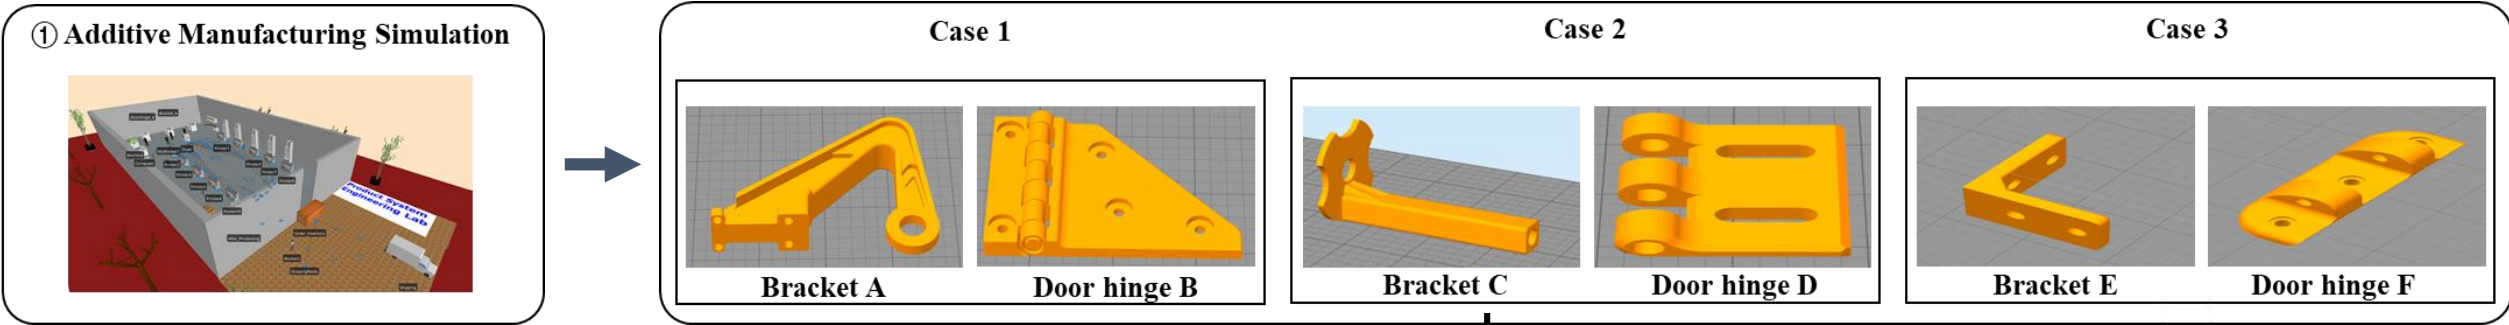 ① Additive Manufacturing Simulation
Product System
Engineering Lab
Case 1
Case 2
Case 3
Bracket A
Door hinge B
Bracket C
Door hinge D
Bracket E
Door hinge F